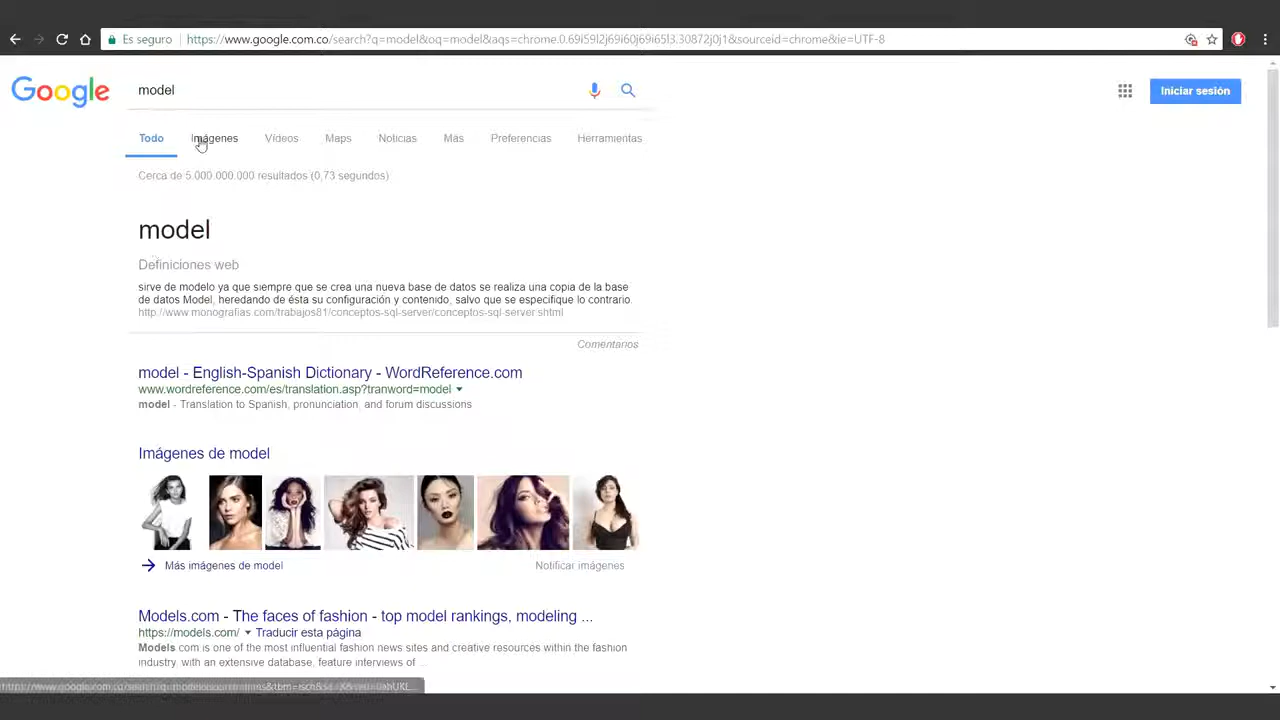 Es seguro
https://www.google.com.co/search?q=model&oq=model&aqs=chrome.0.69i59l2j69i60j69i65l3.30872j0j1&sourceid=chrome&ie=UTF-8
Google
model
Iniciar sesión
Todo
Imágenes
Vídeos
Maps
Noticias
Más
Preferencias
Herramientas
Cerca de 5.000.000.000 resultados (0,73 segundos)
model
Definiciones web
sirve de modelo ya que siempre que se crea una nueva base de datos se realiza una copia de la base
de datos Model, heredando de ésta su configuración y contenido, salvo que se especifique lo contrario.
http://www.monografias.com/trabajos81/conceptos-sql-server/conceptos-sql-server.shtml
Comentarios
model - English-Spanish Dictionary - WordReference.com
www.wordreference.com/es/translation.asp?tranword=model
model - Translation to Spanish, pronunciation, and forum discussions
Imágenes de model
Más imágenes de model
Notificar imágenes
Models.com - The faces of fashion - top model rankings, modeling ...
https://models.com/ Traducir esta página
Models.com is one of the most influential fashion news sites and creative resources within the fashion
industry, with an extensive database, feature interviews of ...